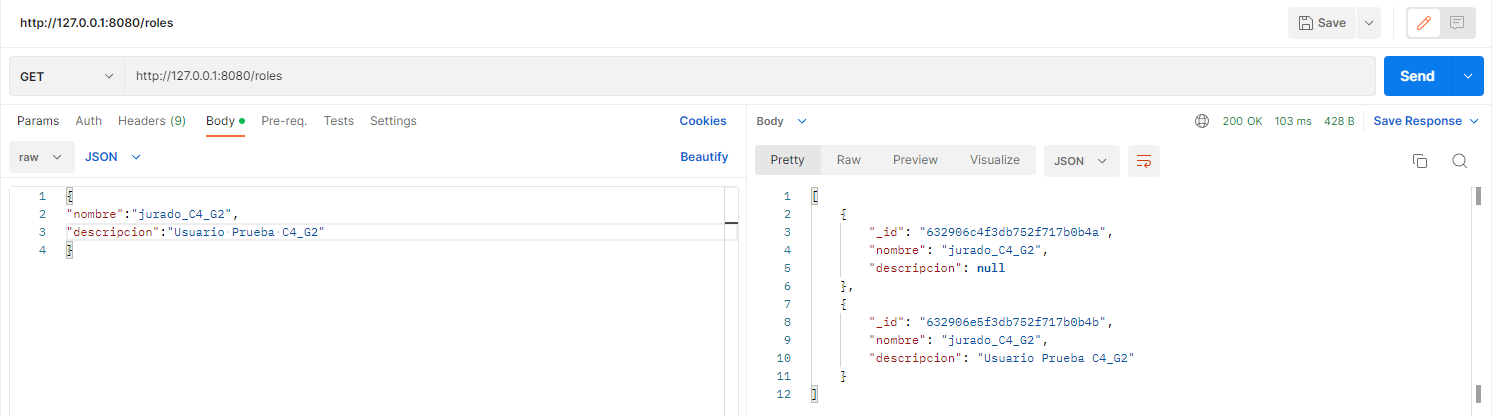 http://127.0.0.1:8080/roles
Save
GET
http://127.0.0.1:8080/roles
Send
Params Auth Headers (9) Body Pre-req. Tests Settings Cookies
raw JSON Beautify
1 {
2 "nombre":"jurado_C4_G2",
3 "descripcion":"Usuario Prueba C4_G2"
4 }
Body 200 OK 103 ms 428 B Save Response
Pretty Raw Preview Visualize JSON
1 [
2 {
3 "_id": "632906c4f3db752f717b0b4a",
4 "nombre": "jurado_C4_G2",
5 "descripcion": null
6 },
7 {
8 "_id": "632906e5f3db752f717b0b4b",
9 "nombre": "jurado_C4_G2",
10 "descripcion": "Usuario Prueba C4_G2"
11 }
12 ]